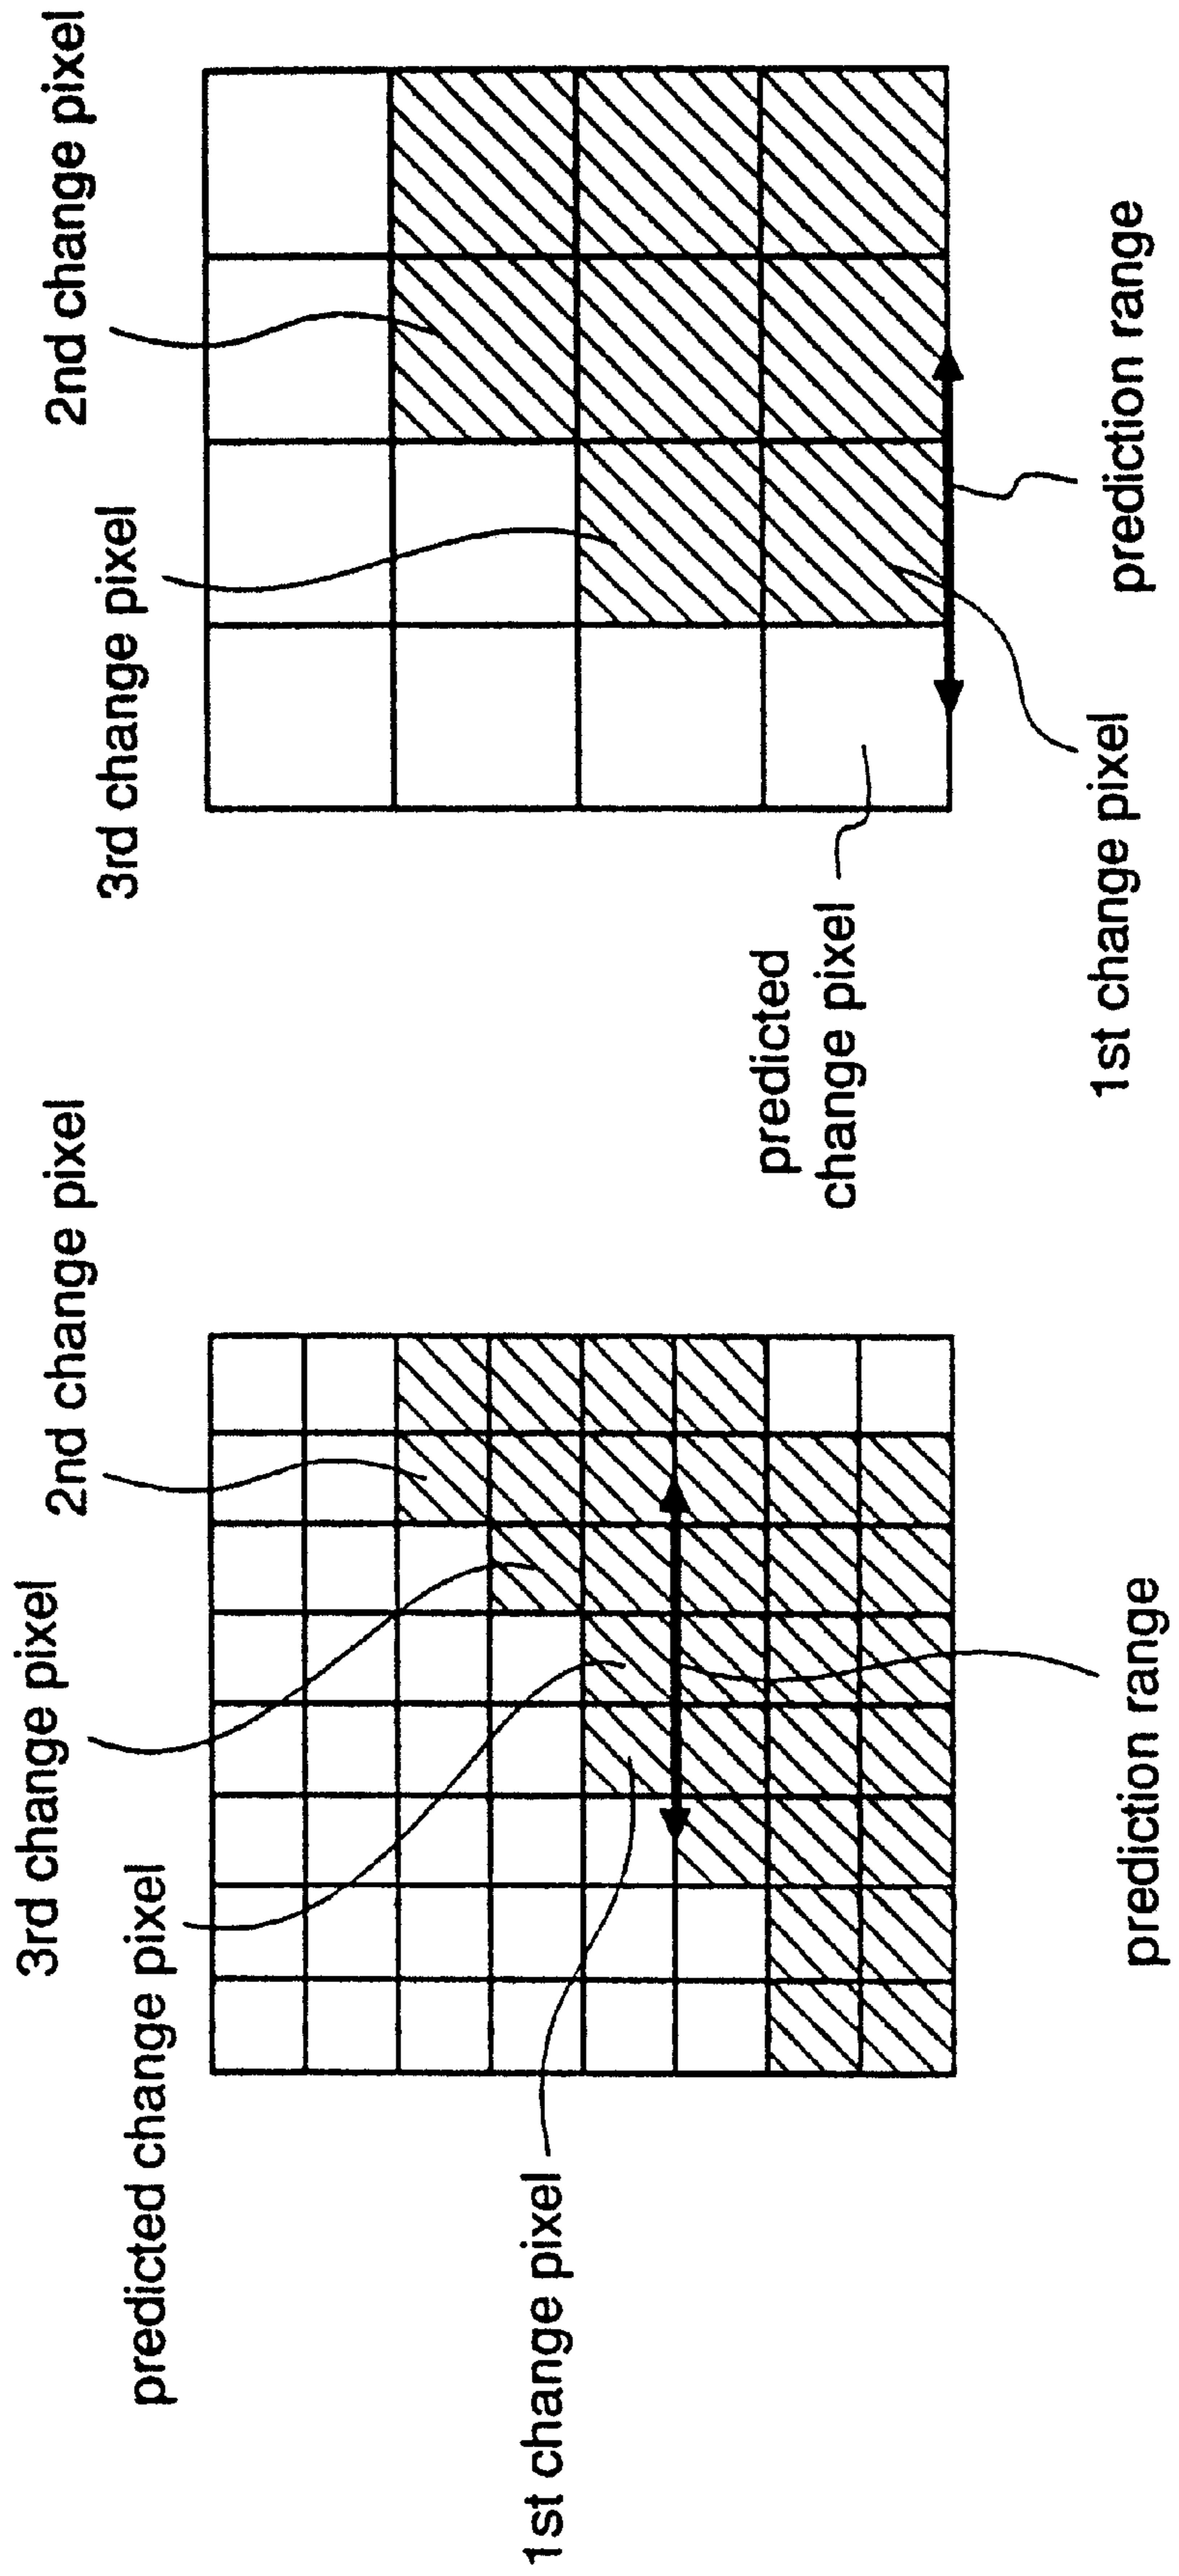 3rd change pixel
2nd change pixel
predicted change pixel
1st change pixel
prediction range
3rd change pixel
2nd change pixel
predicted
change pixel
1st change pixel
prediction range